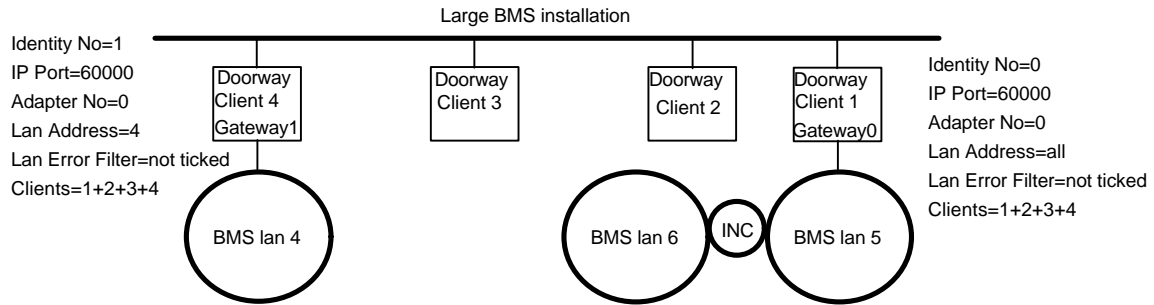 Large BMS installation
Identity No=1
IP Port=60000
Adapter No=0
Lan Address=4
Lan Error Filter=not ticked
Clients=1+2+3+4
Doorway
Client 4
Gateway1
Doorway
Client 3
Doorway
Client 2
Doorway
Client 1
Gateway0
Identity No=0
IP Port=60000
Adapter No=0
Lan Address=all
Lan Error Filter=not ticked
Clients=1+2+3+4
BMS lan 4
BMS lan 6
INC
BMS lan 5